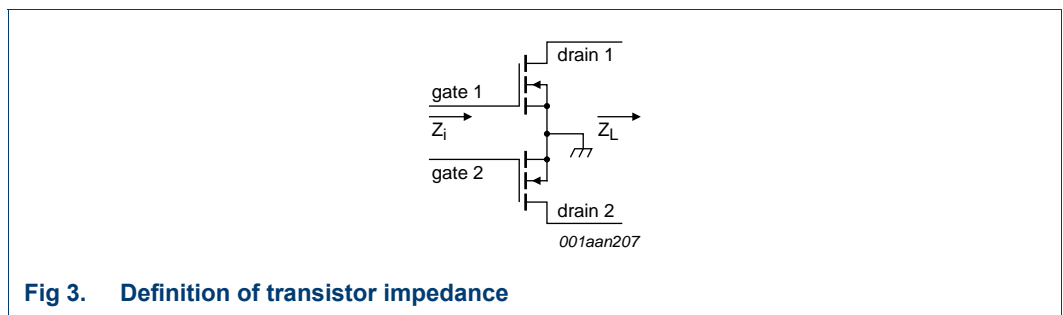 drain 1
gate 1
Zi
ZL
gate 2
drain 2
001aan207
Fig 3. Definition of transistor impedance